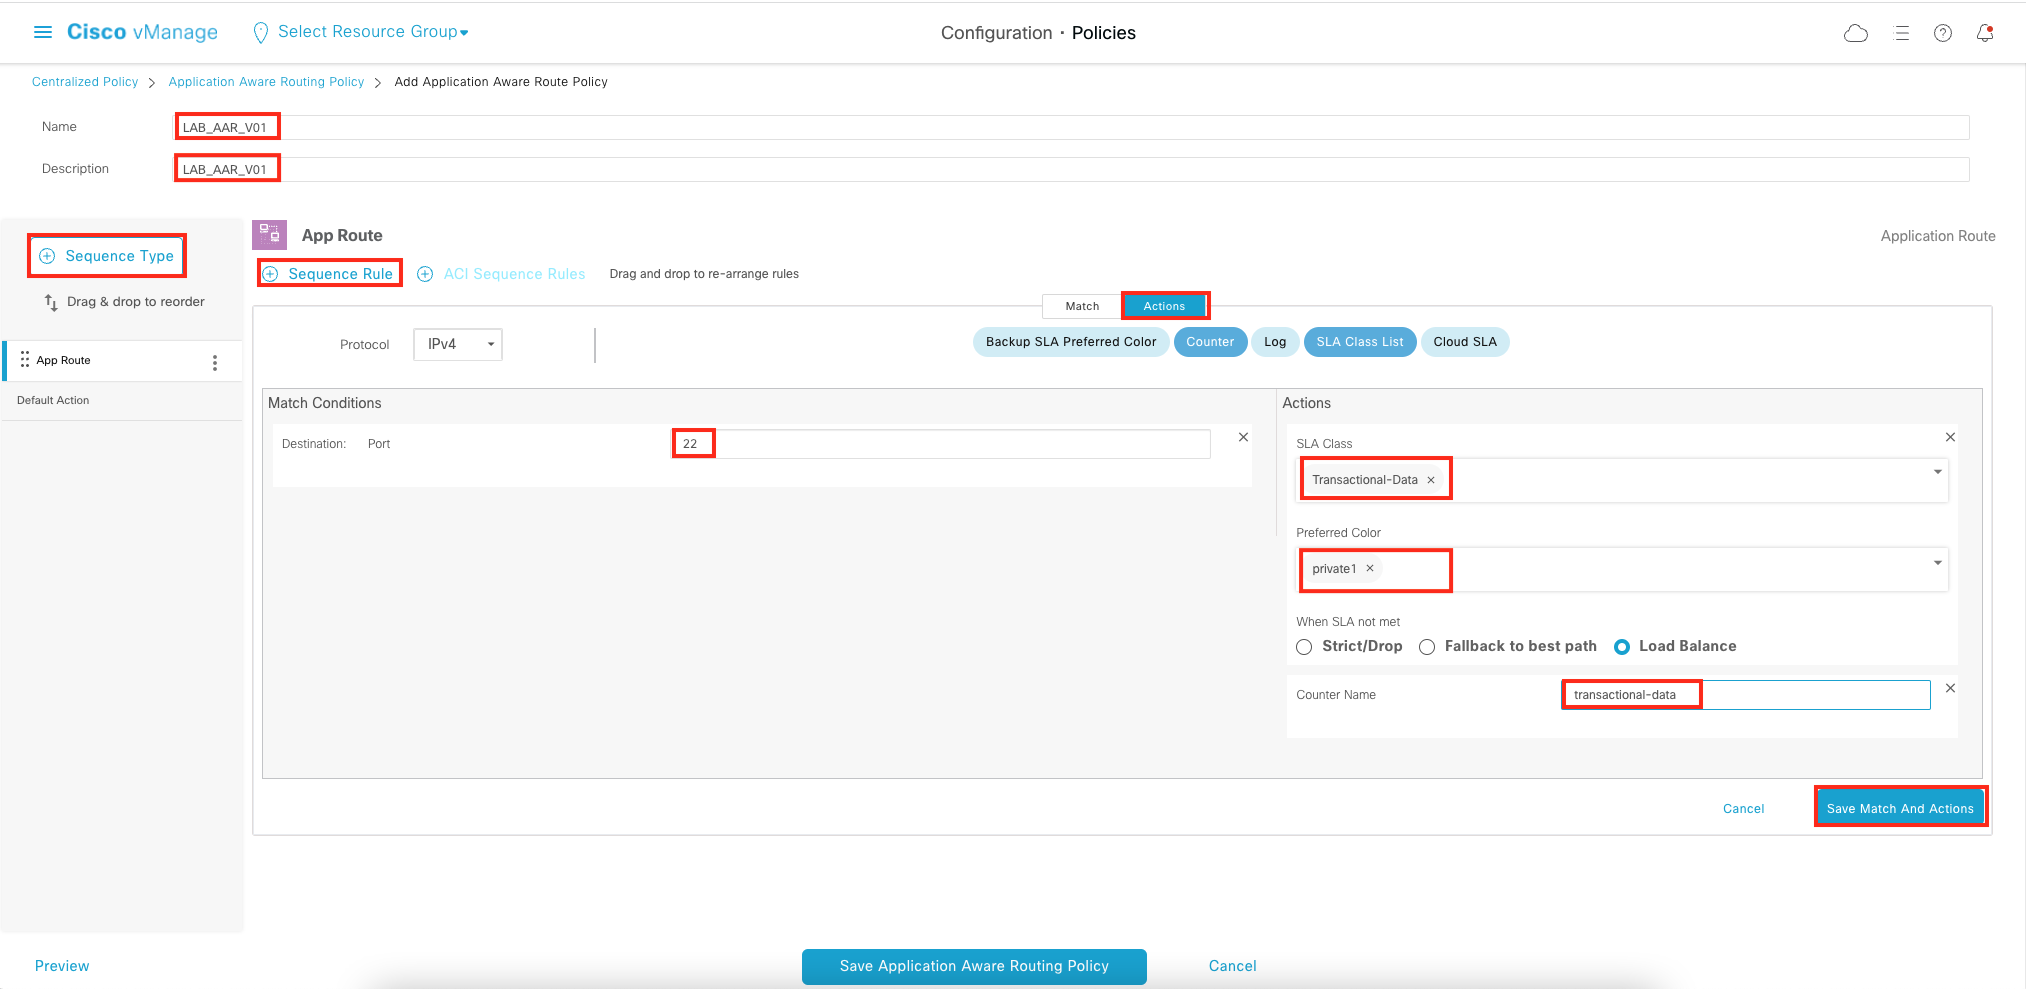 Cisco vManage Select Resource Group Configuration · Policies
Centralized Policy > Application Aware Routing Policy > Add Application Aware Route Policy
Name LAB_AAR_V01
Description LAB_AAR_V01
Sequence Type
Drag & drop to reorder
App Route
Default Action
App Route
Application Route
Sequence Rule ACI Sequence Rules Drag and drop to re-arrange rules
Match Actions
Protocol IPv4 Backup SLA Preferred Color Counter Log SLA Class List Cloud SLA
Match Conditions
Destination: Port 22
Actions
SLA Class
Transactional-Data ×
Preferred Color
private1 ×
When SLA not met
Strict/Drop Fallback to best path Load Balance
Counter Name transactional-data
Cancel Save Match And Actions
Preview Save Application Aware Routing Policy Cancel